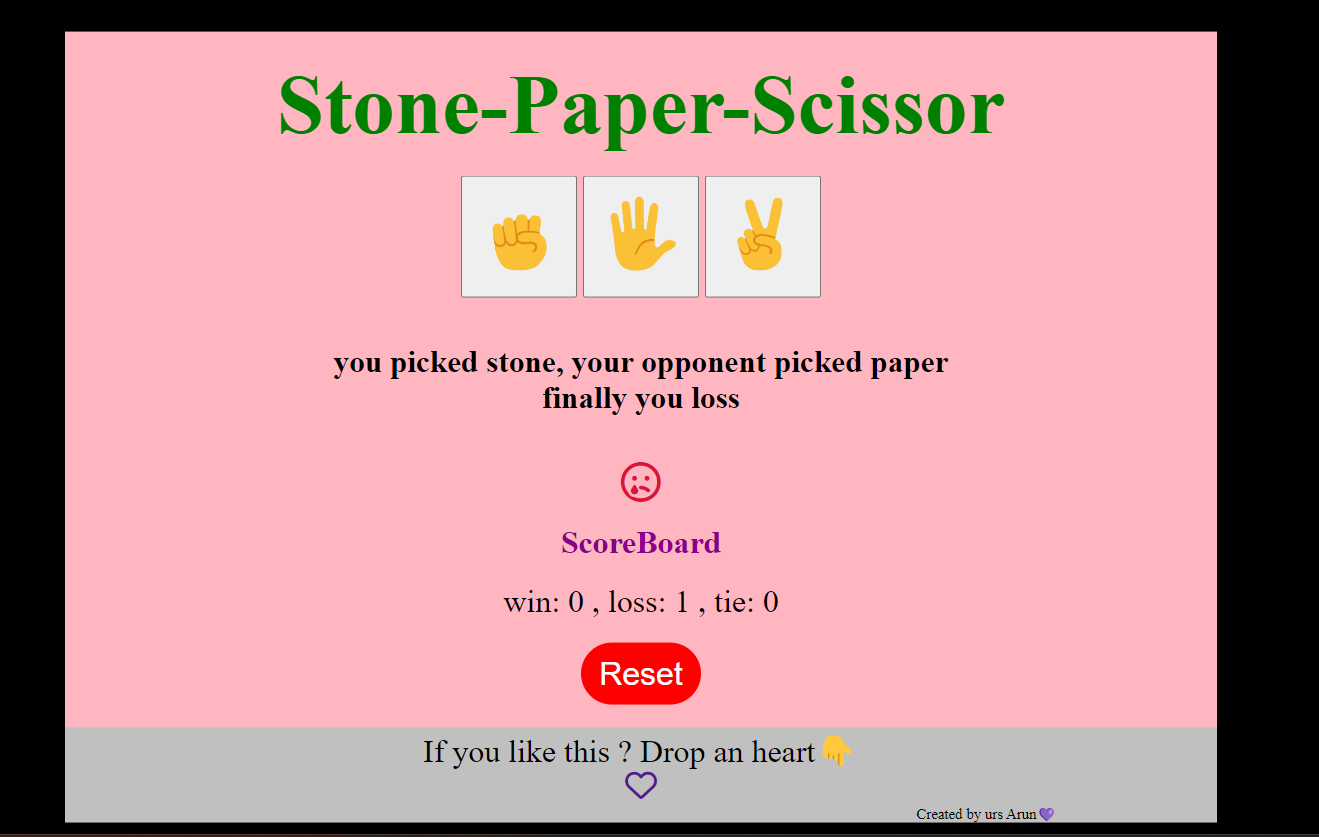 Stone-Paper-Scissor
you picked stone, your opponent picked paper
finally you loss
ScoreBoard
win: 0 , loss: 1 , tie: 0
Reset
If you like this ? Drop an heart👇
Created by urs Arun💜